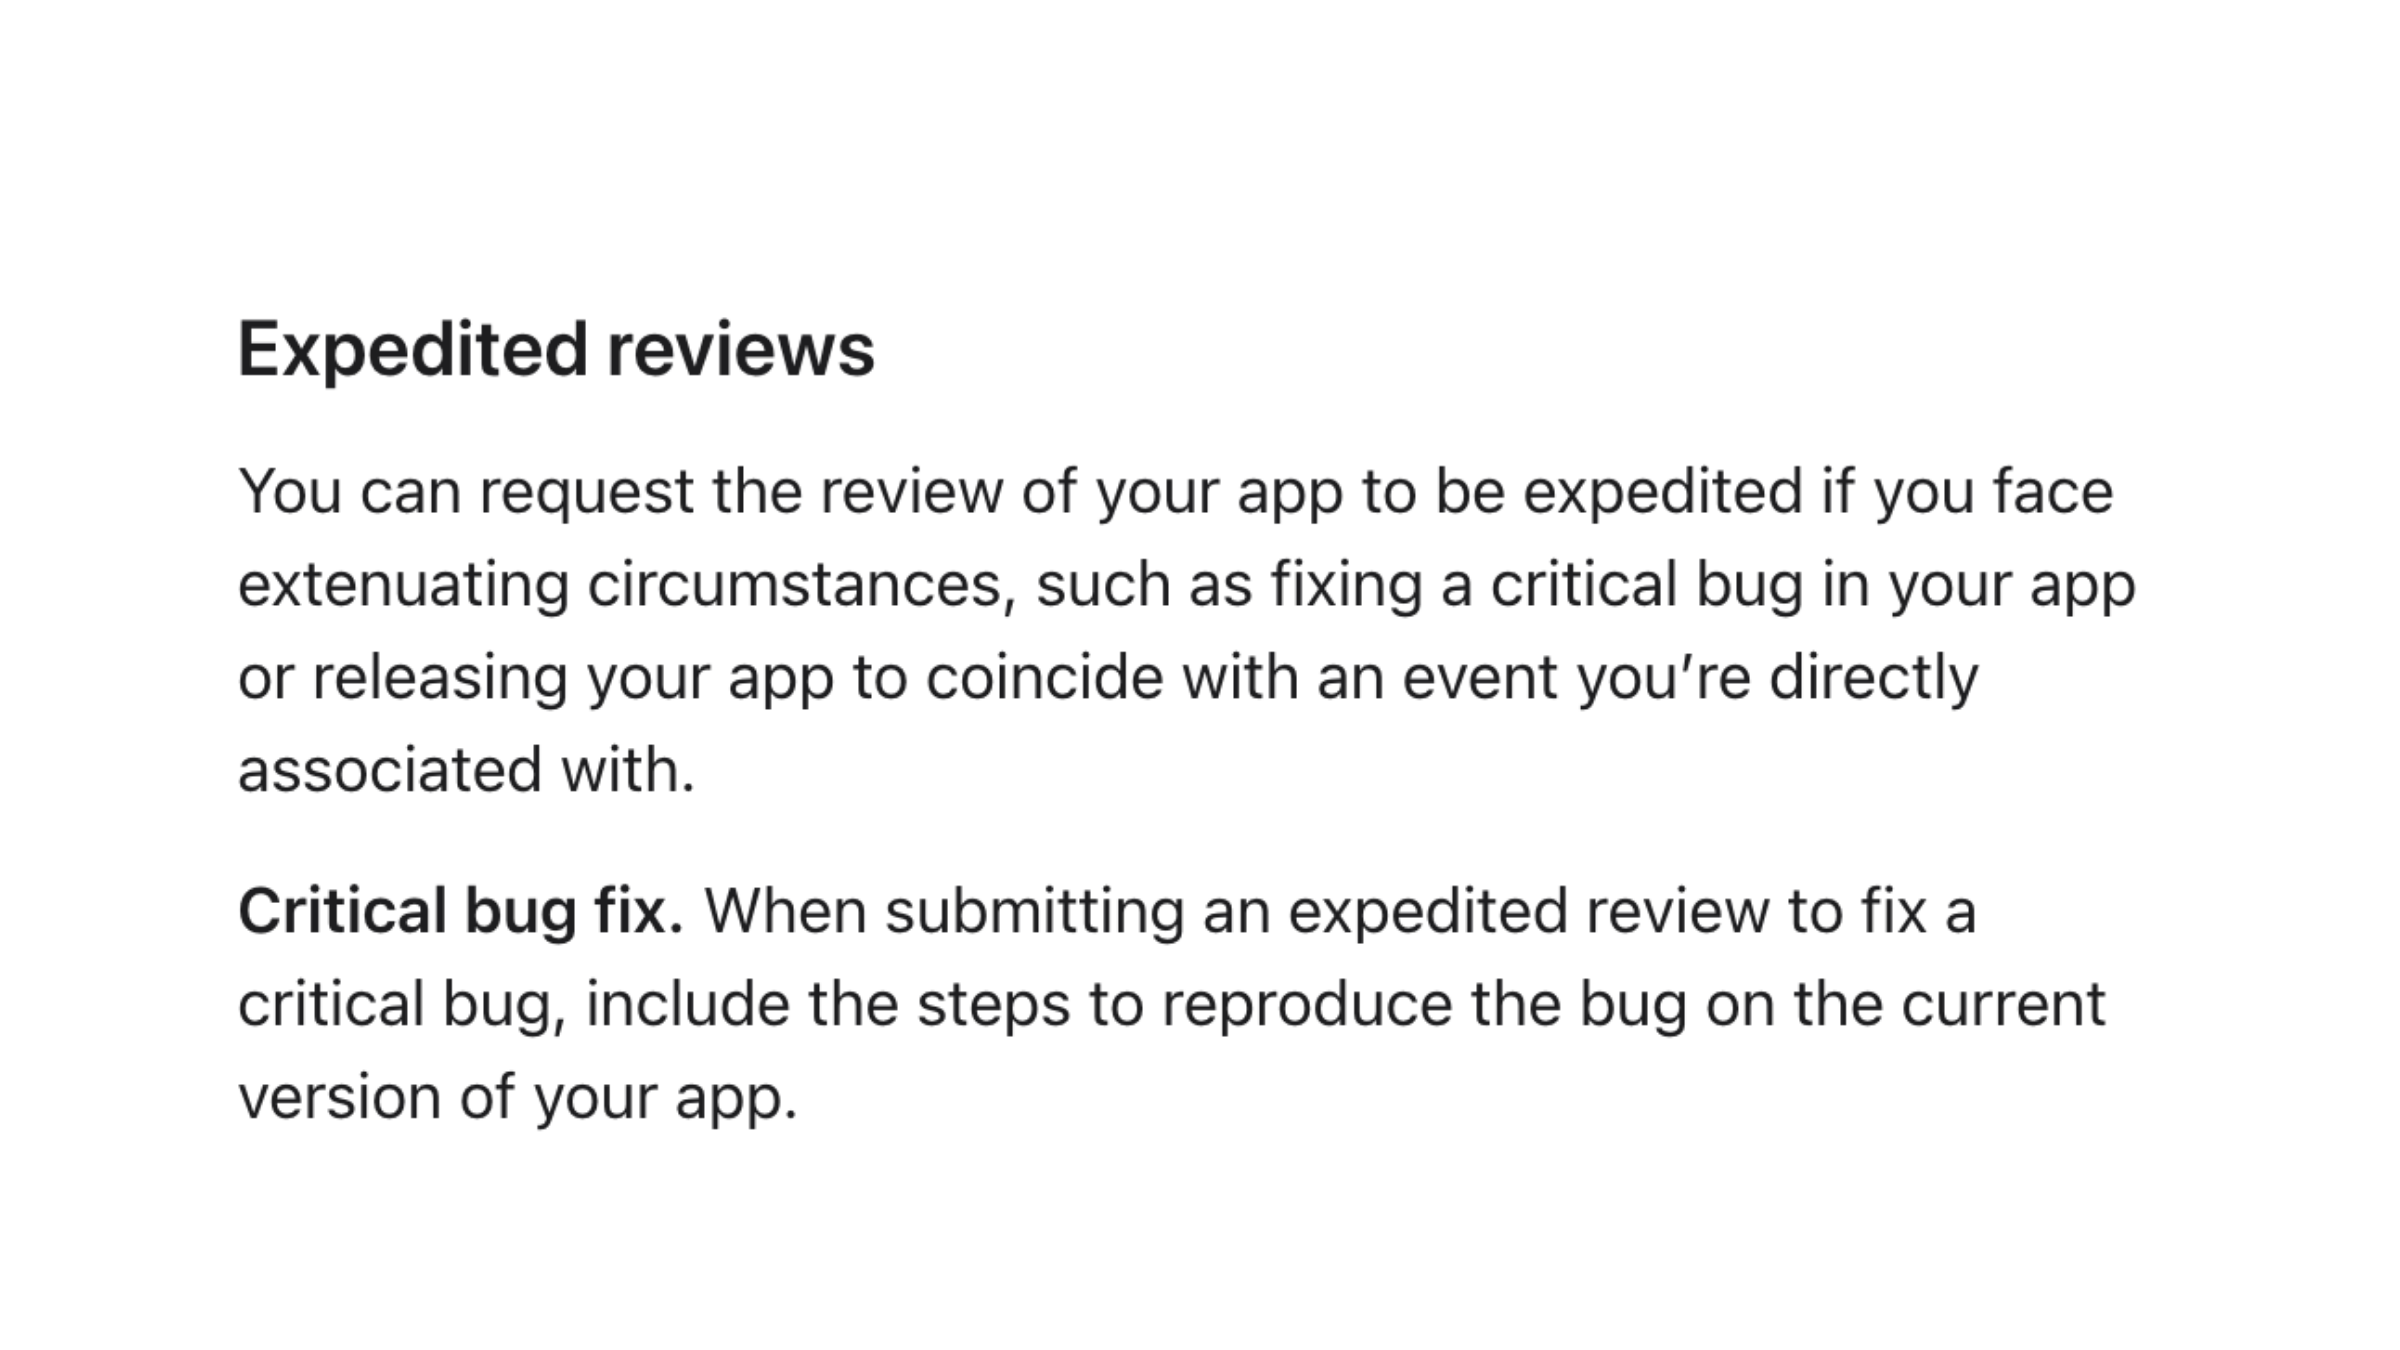 Expedited reviews
You can request the review of your app to be expedited if you face
extenuating circumstances, such as fixing a critical bug in your app
or releasing your app to coincide with an event you’re directly
associated with.
Critical bug fix. When submitting an expedited review to fix a
critical bug, include the steps to reproduce the bug on the current
version of your app.